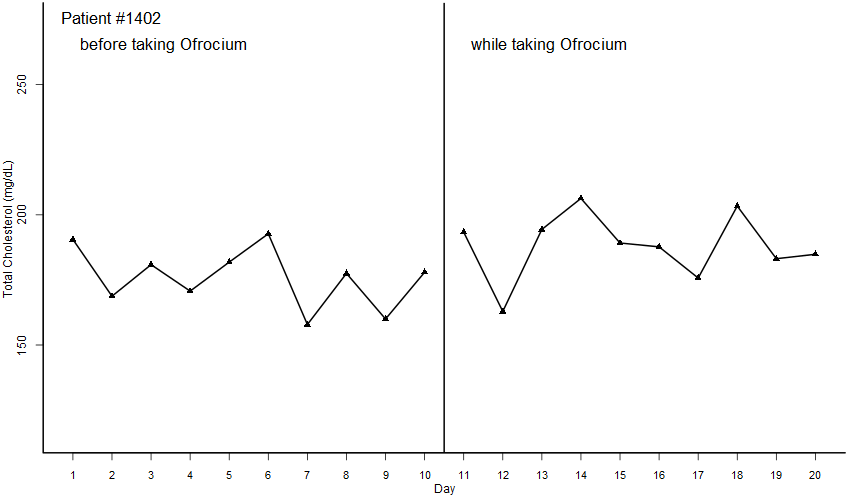 Patient #1402
before taking Ofrocium
while taking Ofrocium
Total Cholesterol (mg/dL)
250
200
150
1 2 3 4 5 6 7 8 9 10 11 12 13 14 15 16 17 18 19 20
Day